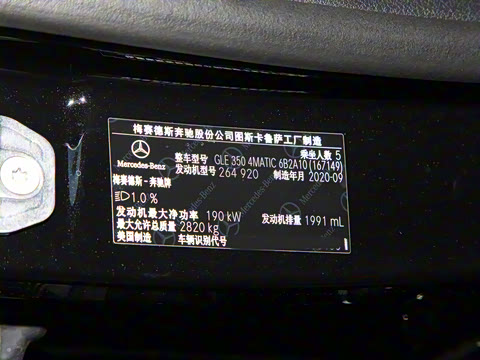 梅赛德斯奔驰股份公司图斯卡鲁萨工厂制造
乘坐人数 5
Mercedes-Benz
整车型号 GLE 350 4MATIC 6B2A10 (167149)
发动机型号 264 920 制造年月 2020-09
梅赛德斯-奔驰牌
1.0 %
发动机最大净功率 190 kW 发动机排量 1991 mL
最大允许总质量 2820 kg
美国制造 车辆识别代号